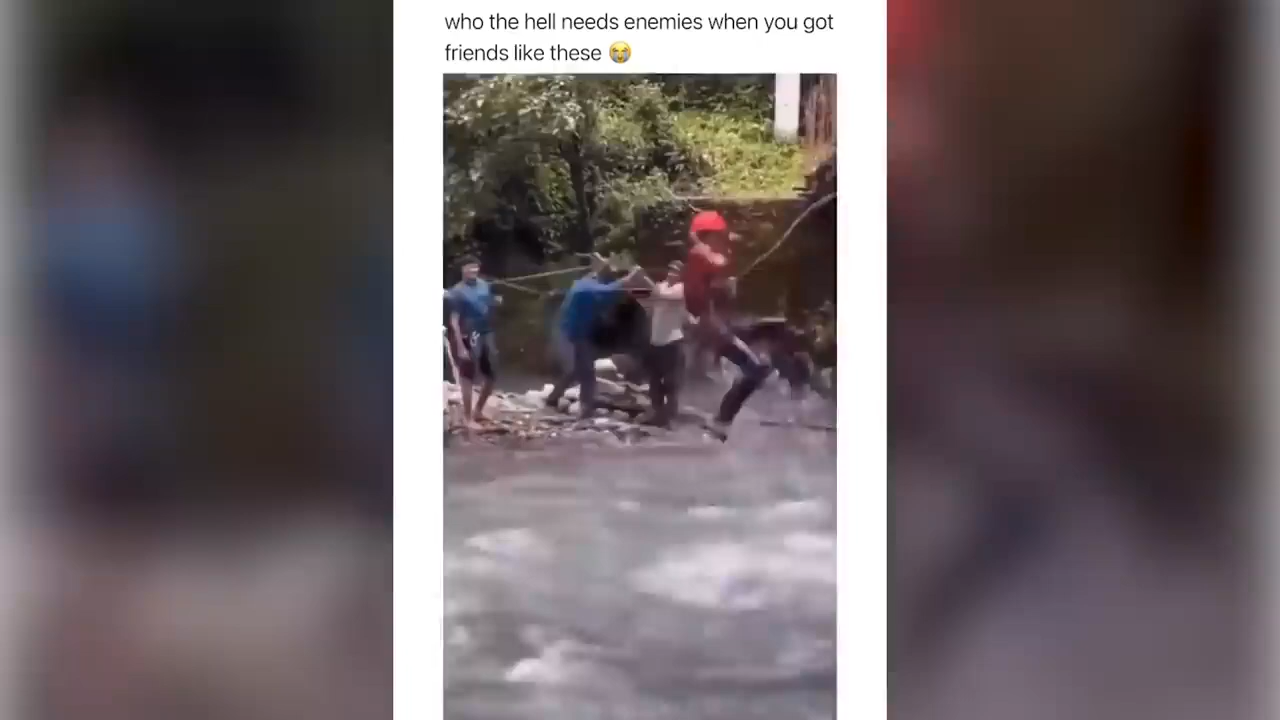 who the hell needs enemies when you got
friends like these 😭